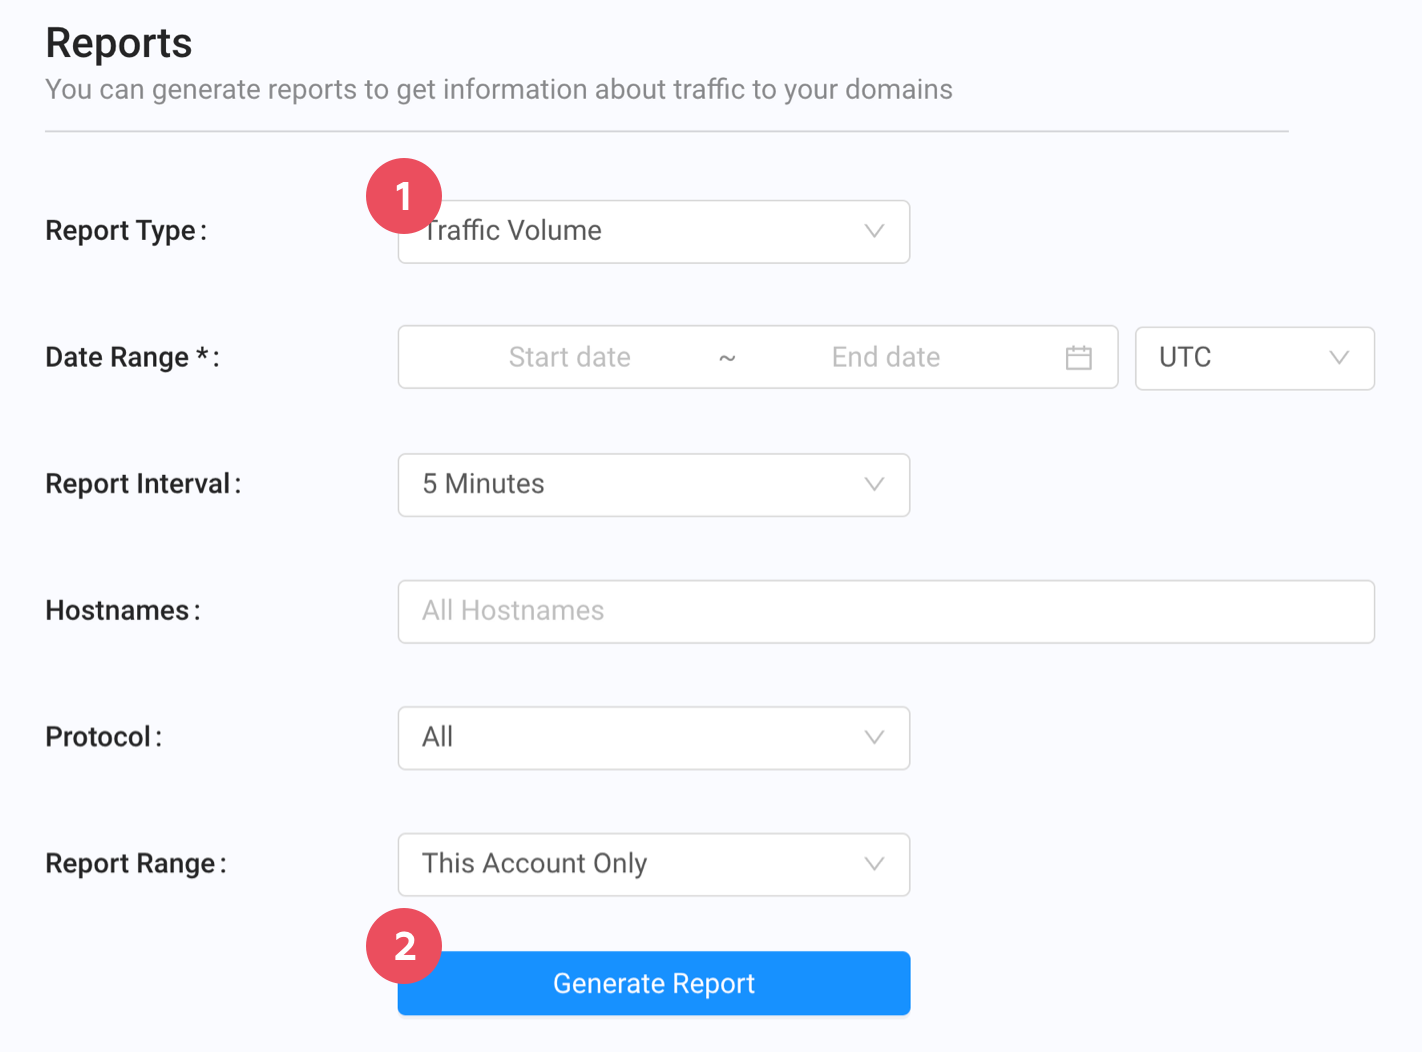 Reports
You can generate reports to get information about traffic to your domains
1
Report Type: Traffic Volume
Date Range *: Start date ~ End date UTC
Report Interval: 5 Minutes
Hostnames: All Hostnames
Protocol: All
Report Range: This Account Only
2
Generate Report